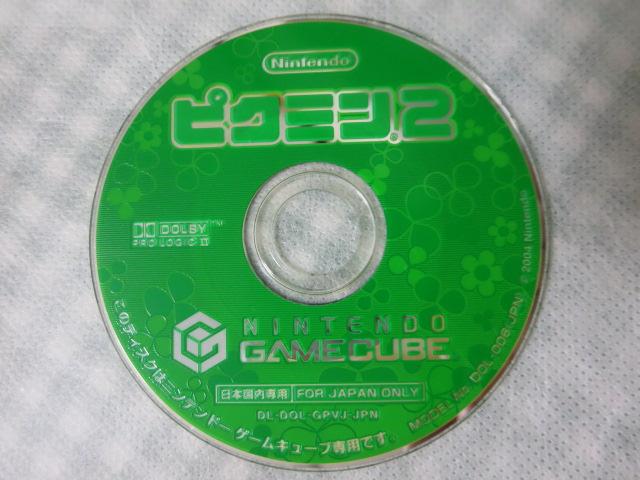 Nintendo
ピクミン®2
DOLBY
PRO LOGIC II
NINTENDO
GAMECUBE™
日本国内専用 FOR JAPAN ONLY
DL-DOL-GPVJ-JPN
このディスクはニンテンドーゲームキューブ専用です。
MODEL No. DOL-006(JPN) © 2004 Nintendo